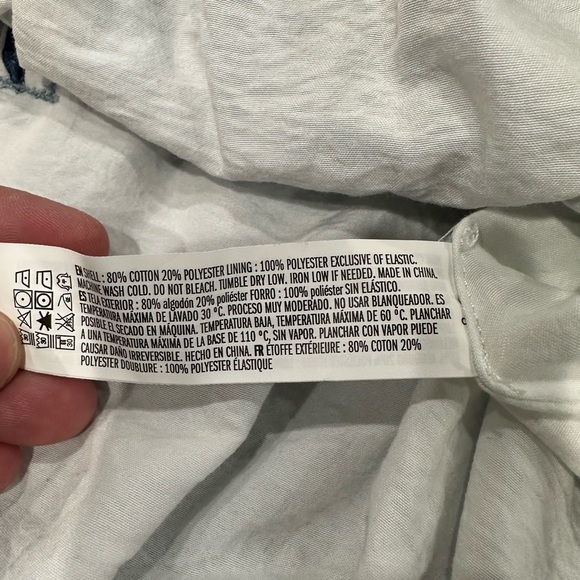 EN SHELL : 80% COTTON 20% POLYESTER LINING : 100% POLYESTER EXCLUSIVE OF ELASTIC.
MACHINE WASH COLD. DO NOT BLEACH. TUMBLE DRY LOW. IRON LOW IF NEEDED. MADE IN CHINA.
ES TELA EXTERIOR : 80% algodón 20% poliéster FORRO : 100% poliéster SIN ELÁSTICO.
TEMPERATURA MÁXIMA DE LAVADO 30 °C. PROCESO MUY MODERADO. NO USAR BLANQUEADOR. ES
POSIBLE EL SECADO EN MÁQUINA. TEMPERATURA BAJA, TEMPERATURA MÁXIMA DE 60 °C. PLANCHAR
A UNA TEMPERATURA MÁXIMA DE LA BASE DE 110 °C, SIN VAPOR. PLANCHAR CON VAPOR PUEDE
CAUSAR DAÑO IRREVERSIBLE. HECHO EN CHINA. FR ÉTOFFE EXTÉRIEURE : 80% COTON 20%
POLYESTER DOUBLURE : 100% POLYESTER ÉLASTIQUE